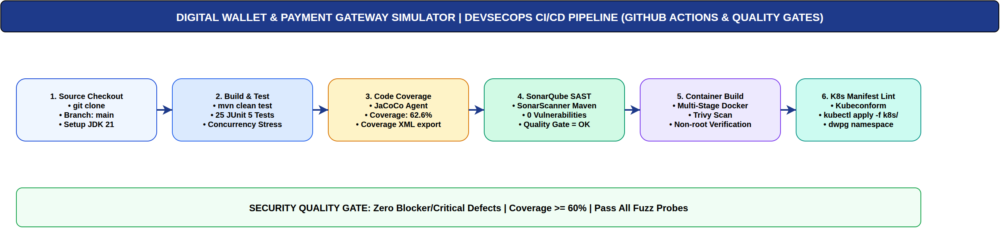 DIGITAL WALLET & PAYMENT GATEWAY SIMULATOR | DEVSECOPS CI/CD PIPELINE (GITHUB ACTIONS & QUALITY GATES)
1. Source Checkout
• git clone
• Branch: main
• Setup JDK 21
2. Build & Test
• mvn clean test
• 25 JUnit 5 Tests
• Concurrency Stress
3. Code Coverage
• JaCoCo Agent
• Coverage: 62.6%
• Coverage XML export
4. SonarQube SAST
• SonarScanner Maven
• 0 Vulnerabilities
• Quality Gate = OK
5. Container Build
• Multi-Stage Docker
• Trivy Scan
• Non-root Verification
6. K8s Manifest Lint
• Kubeconform
• kubectl apply -f k8s/
• dwpg namespace
SECURITY QUALITY GATE: Zero Blocker/Critical Defects | Coverage >= 60% | Pass All Fuzz Probes